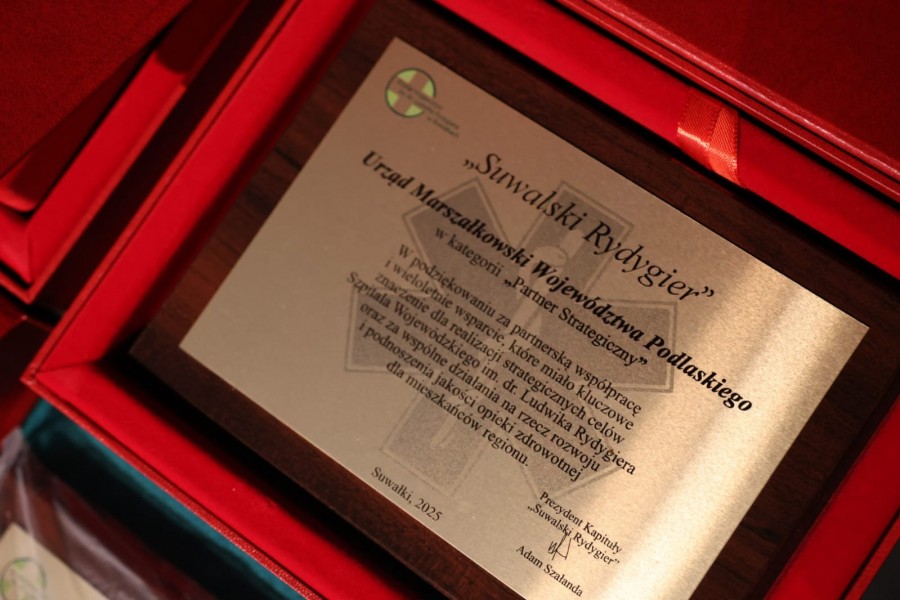 „Suwalski Rydygier”
Urząd Marszałkowski Województwa Podlaskiego
w kategorii „Partner Strategiczny”
W podziękowaniu za partnerską współpracę
i wieloletnie wsparcie, które miało kluczowe
znaczenie dla realizacji strategicznych celów
Szpitala Wojewódzkiego im. dr. Ludwika Rydygiera
oraz za wspólne działania na rzecz rozwoju
i podnoszenia jakości opieki zdrowotnej
dla mieszkańców regionu.
Suwałki, 2025
Prezydent Kapituły
„Suwalski Rydygier”
Adam Szałanda